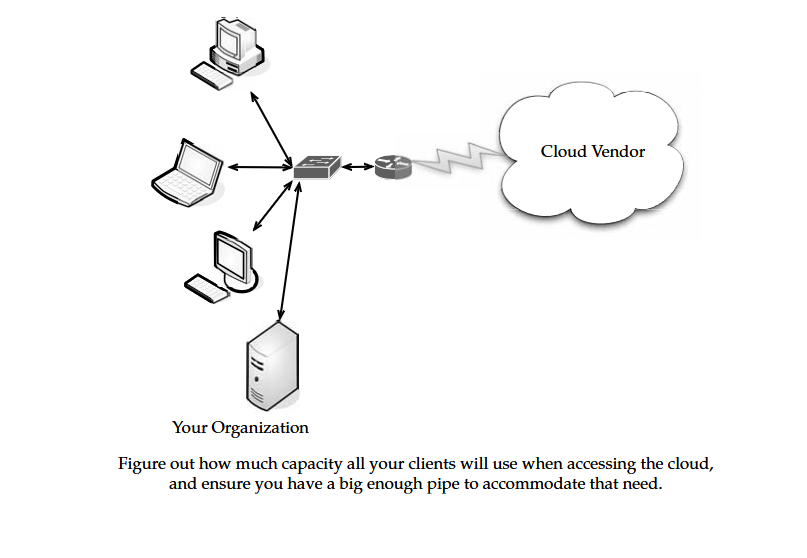 Cloud Vendor
Your Organization
Figure out how much capacity all your clients will use when accessing the cloud,
and ensure you have a big enough pipe to accommodate that need.